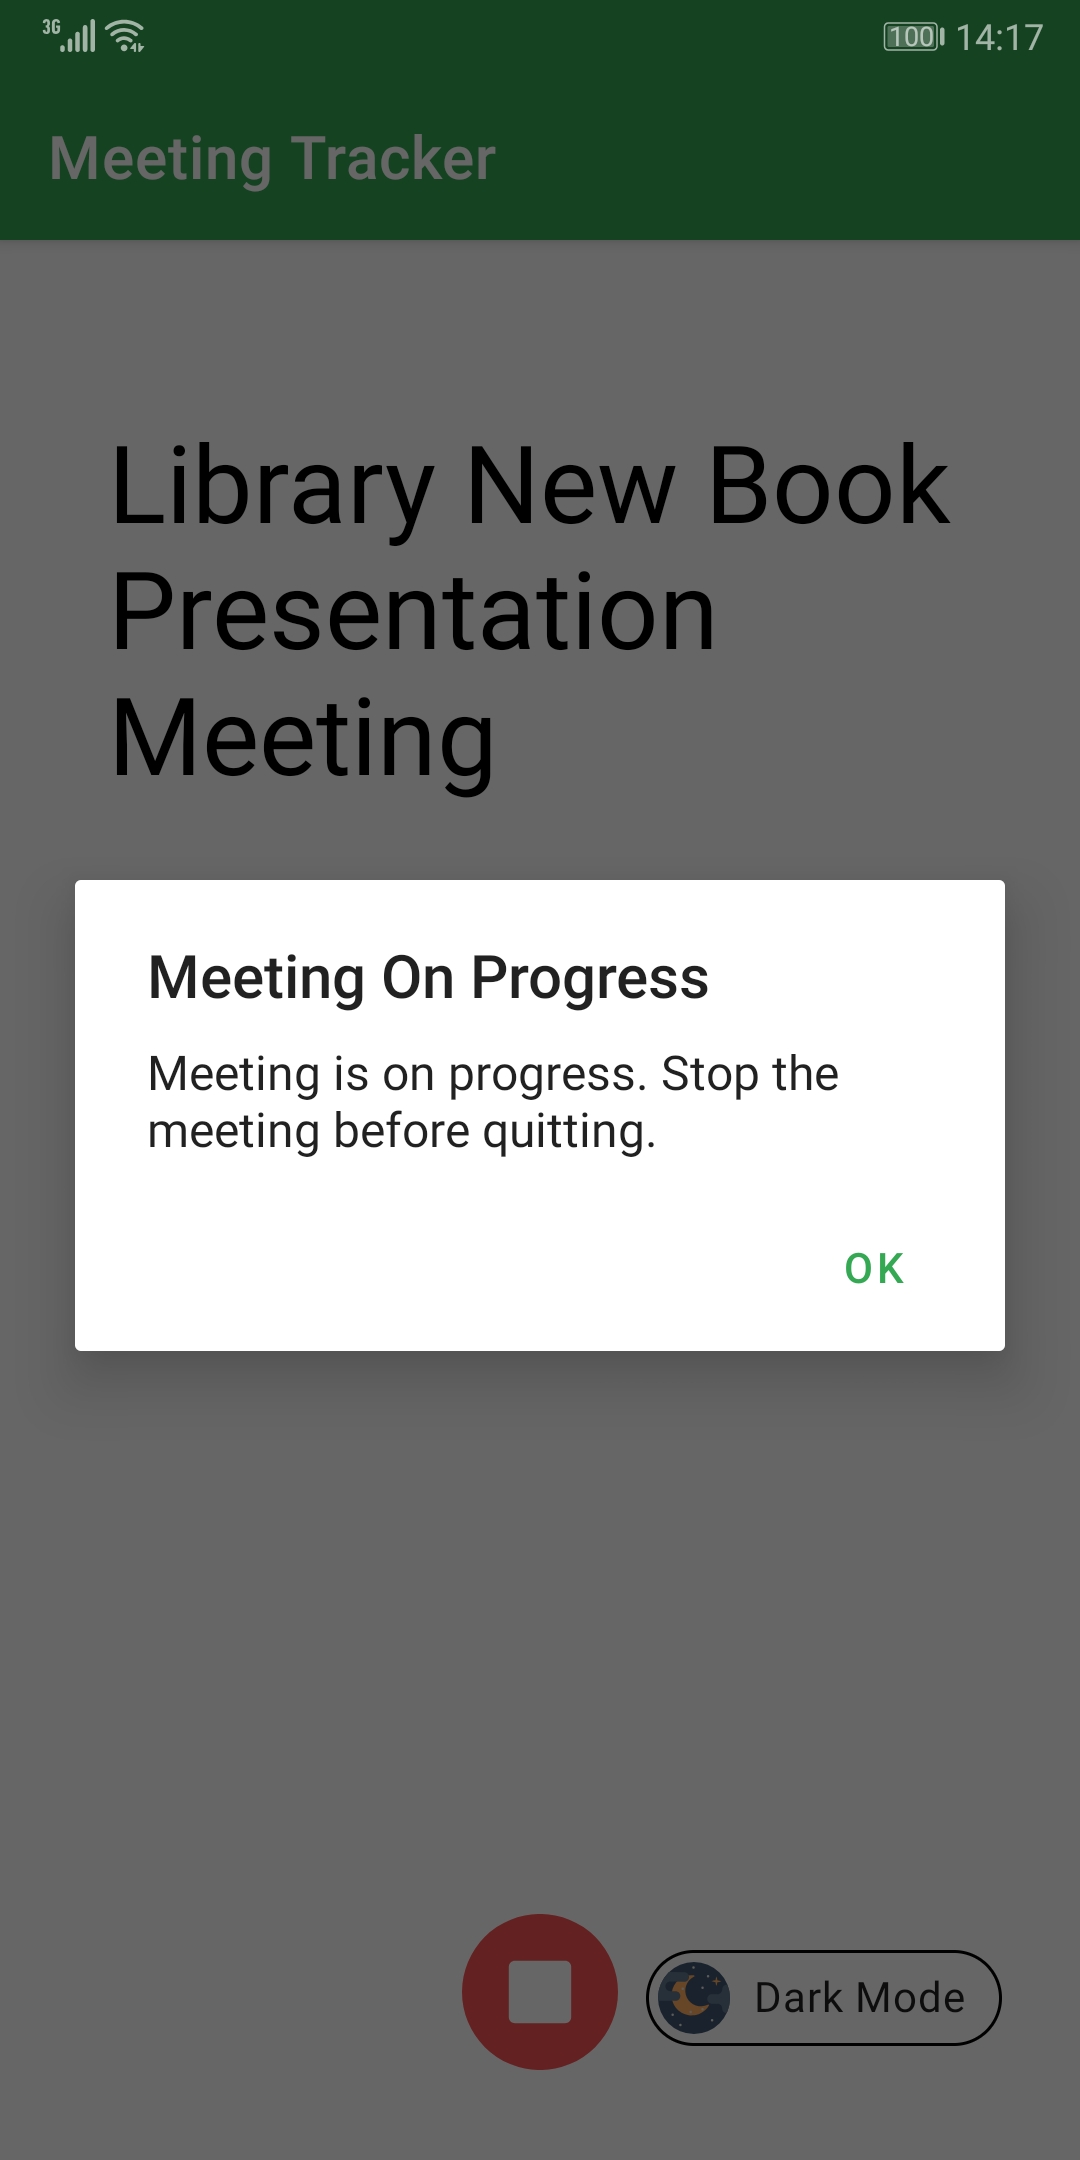 3G
100 14:17
Meeting Tracker
Library New Book
Presentation
Meeting
Meeting On Progress
Meeting is on progress. Stop the
meeting before quitting.
OK
Dark Mode